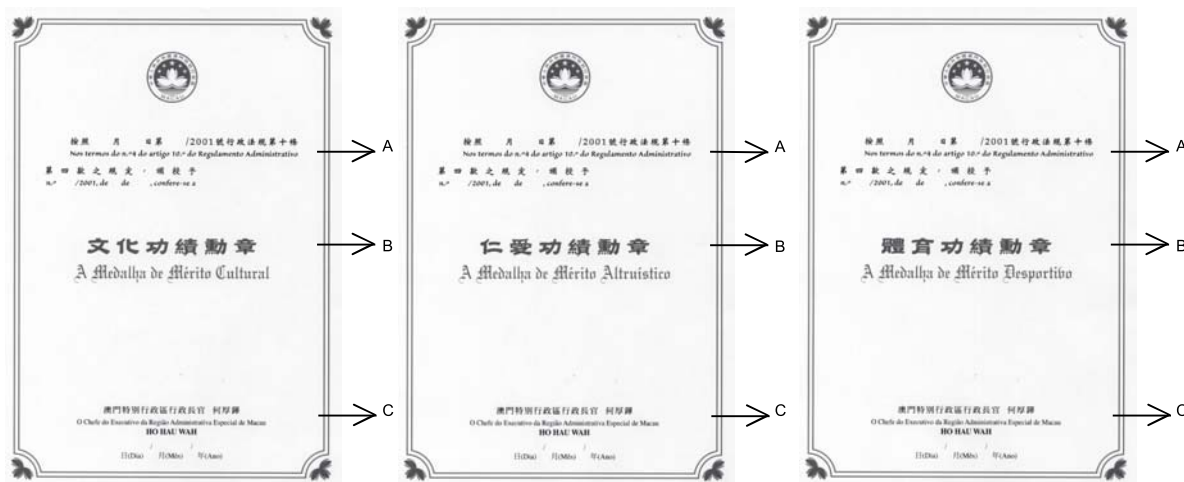 MACAU
按照 月 日第 /2001號行政法規第十條
Nos termos do n.º4 do artigo 10.º do Regulamento Administrativo
A
第四款之規定，頒授予
n.º /2001, de de , confere-se a
文化功績勳章
B
A Medalha de Mérito Cultural
澳門特別行政區行政長官 何厚鏵
C
O Chefe do Executivo da Região Administrativa Especial de Macau
HO HAU WAH
/ /
日(Dia) 月(Mês) 年(Ano)
MACAU
按照 月 日第 /2001號行政法規第十條
Nos termos do n.º4 do artigo 10.º do Regulamento Administrativo
A
第四款之規定，頒授予
n.º /2001, de de , confere-se a
仁愛功績勳章
B
A Medalha de Mérito Altruístico
澳門特別行政區行政長官 何厚鏵
C
O Chefe do Executivo da Região Administrativa Especial de Macau
HO HAU WAH
/ /
日(Dia) 月(Mês) 年(Ano)
MACAU
按照 月 日第 /2001號行政法規第十條
Nos termos do n.º4 do artigo 10.º do Regulamento Administrativo
A
第四款之規定，頒授予
n.º /2001, de de , confere-se a
體育功績勳章
B
A Medalha de Mérito Desportivo
澳門特別行政區行政長官 何厚鏵
C
O Chefe do Executivo da Região Administrativa Especial de Macau
HO HAU WAH
/ /
日(Dia) 月(Mês) 年(Ano)